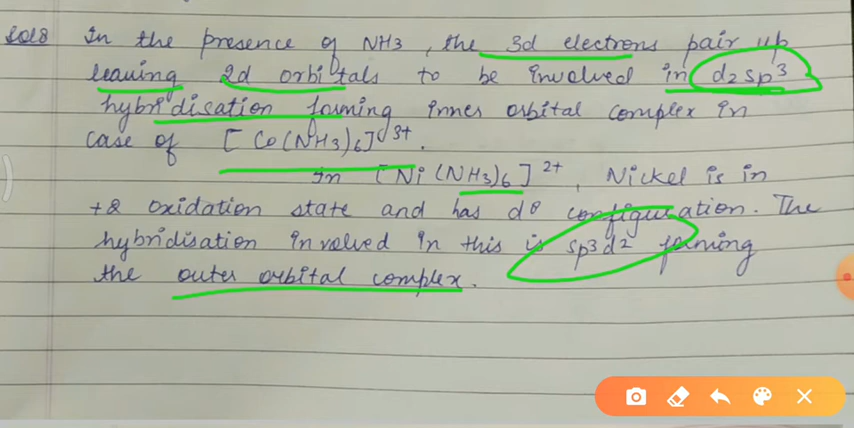 Sol8 In the presence of NH3, the 3d electrons pair up
leaving 2d orbitals to be involved in d2sp3
hybridisation forming inner orbital complex in
case of [Co(NH3)6]3+.
In [Ni(NH3)6]2+, Nickel is in
+2 oxidation state and has d8 configuration. The
hybridisation involved in this is sp3d2 forming
the outer orbital complex.